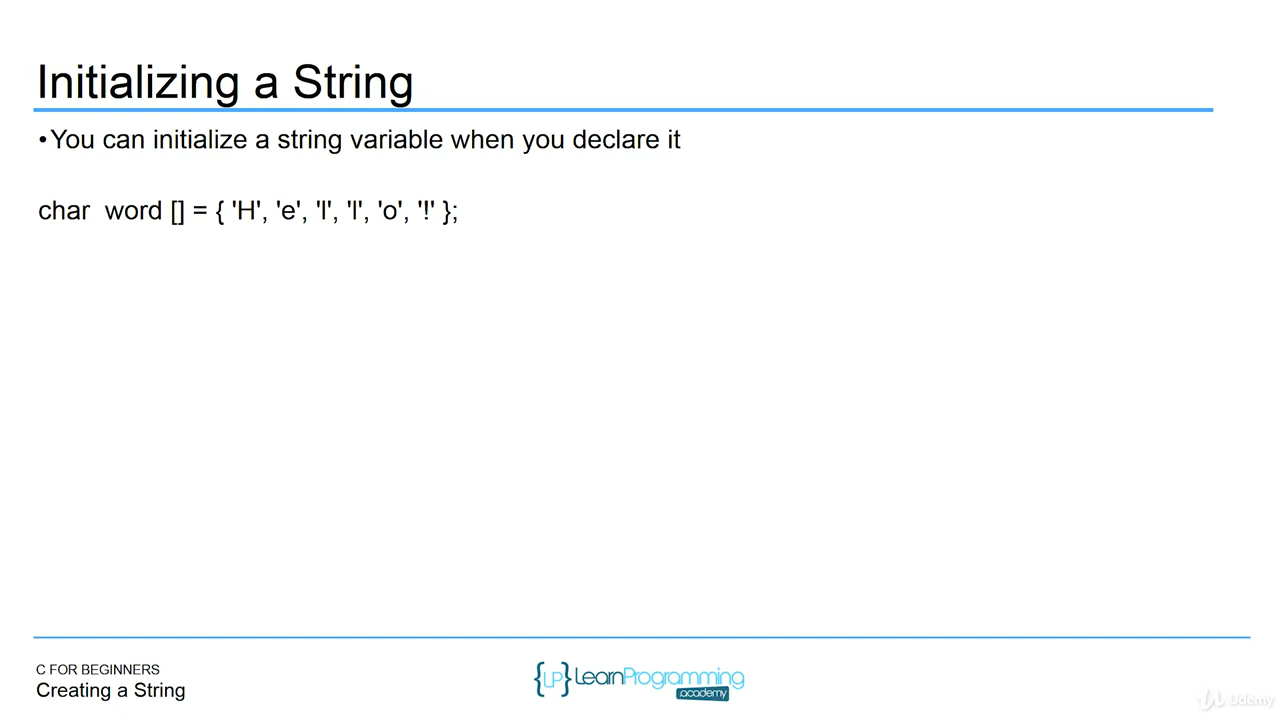 Initializing a String
•You can initialize a string variable when you declare it
char  word [] = { 'H', 'e', 'l', 'l', 'o', '!' };
C FOR BEGINNERS
Creating a String
{LP} LearnProgramming
.academy
Udemy